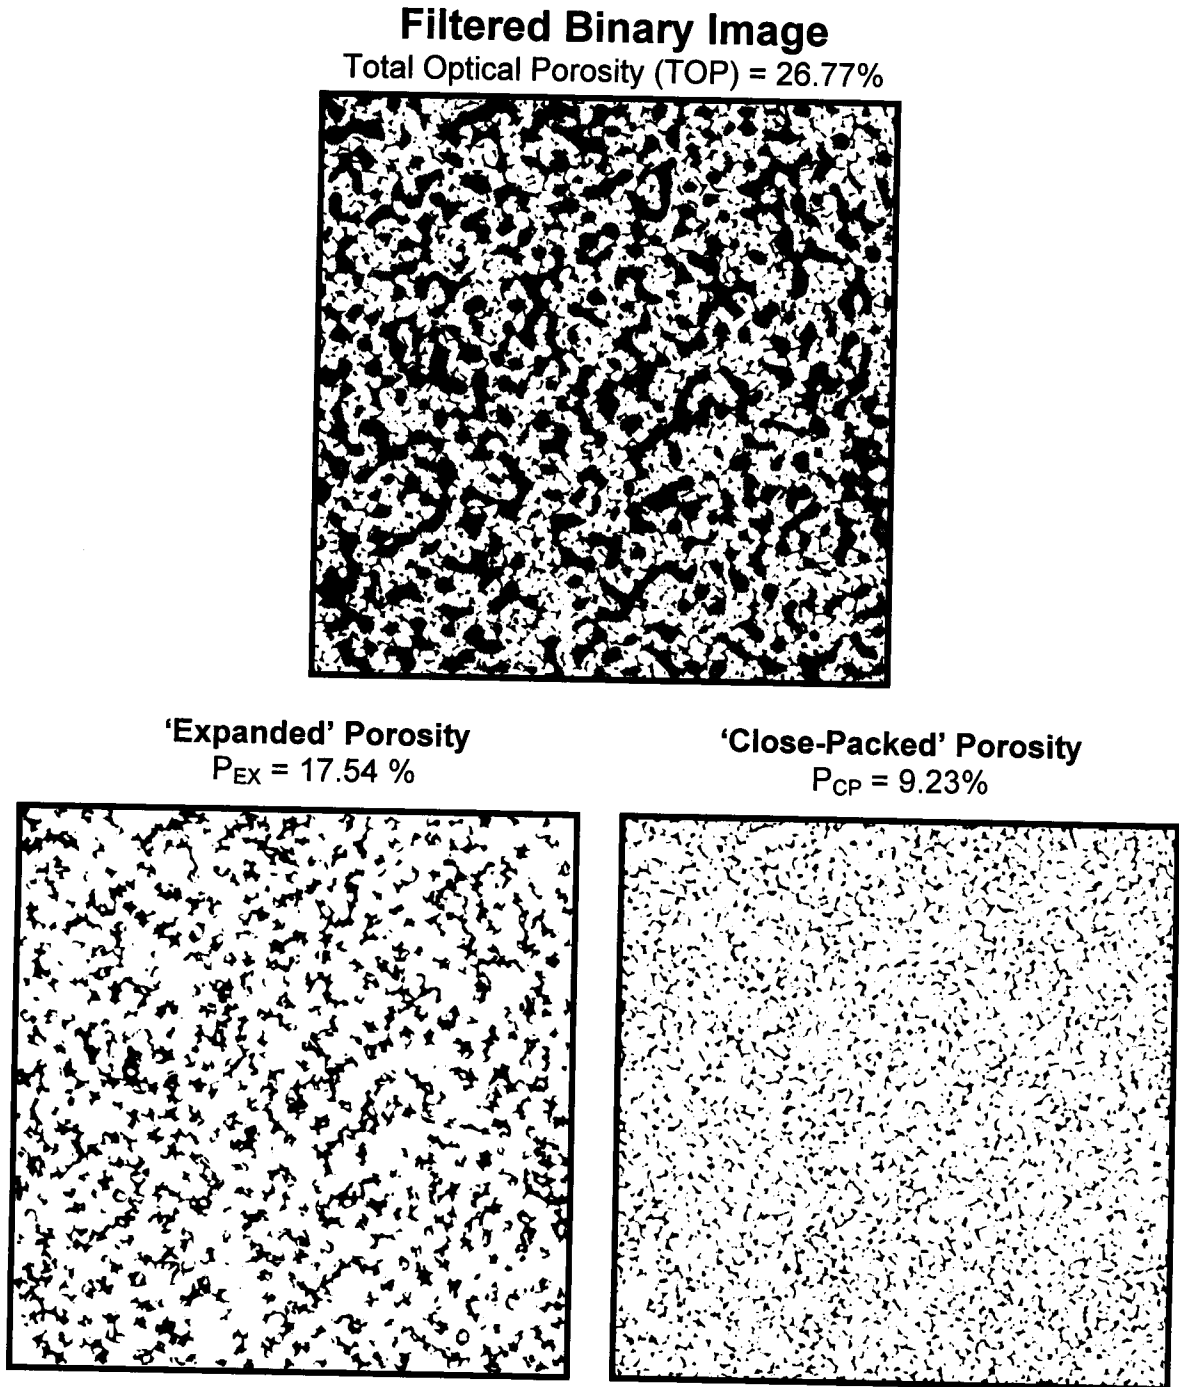 Filtered Binary Image
Total Optical Porosity (TOP) = 26.77%
‘Expanded’ Porosity
PEX = 17.54 %
‘Close-Packed’ Porosity
PCP = 9.23%